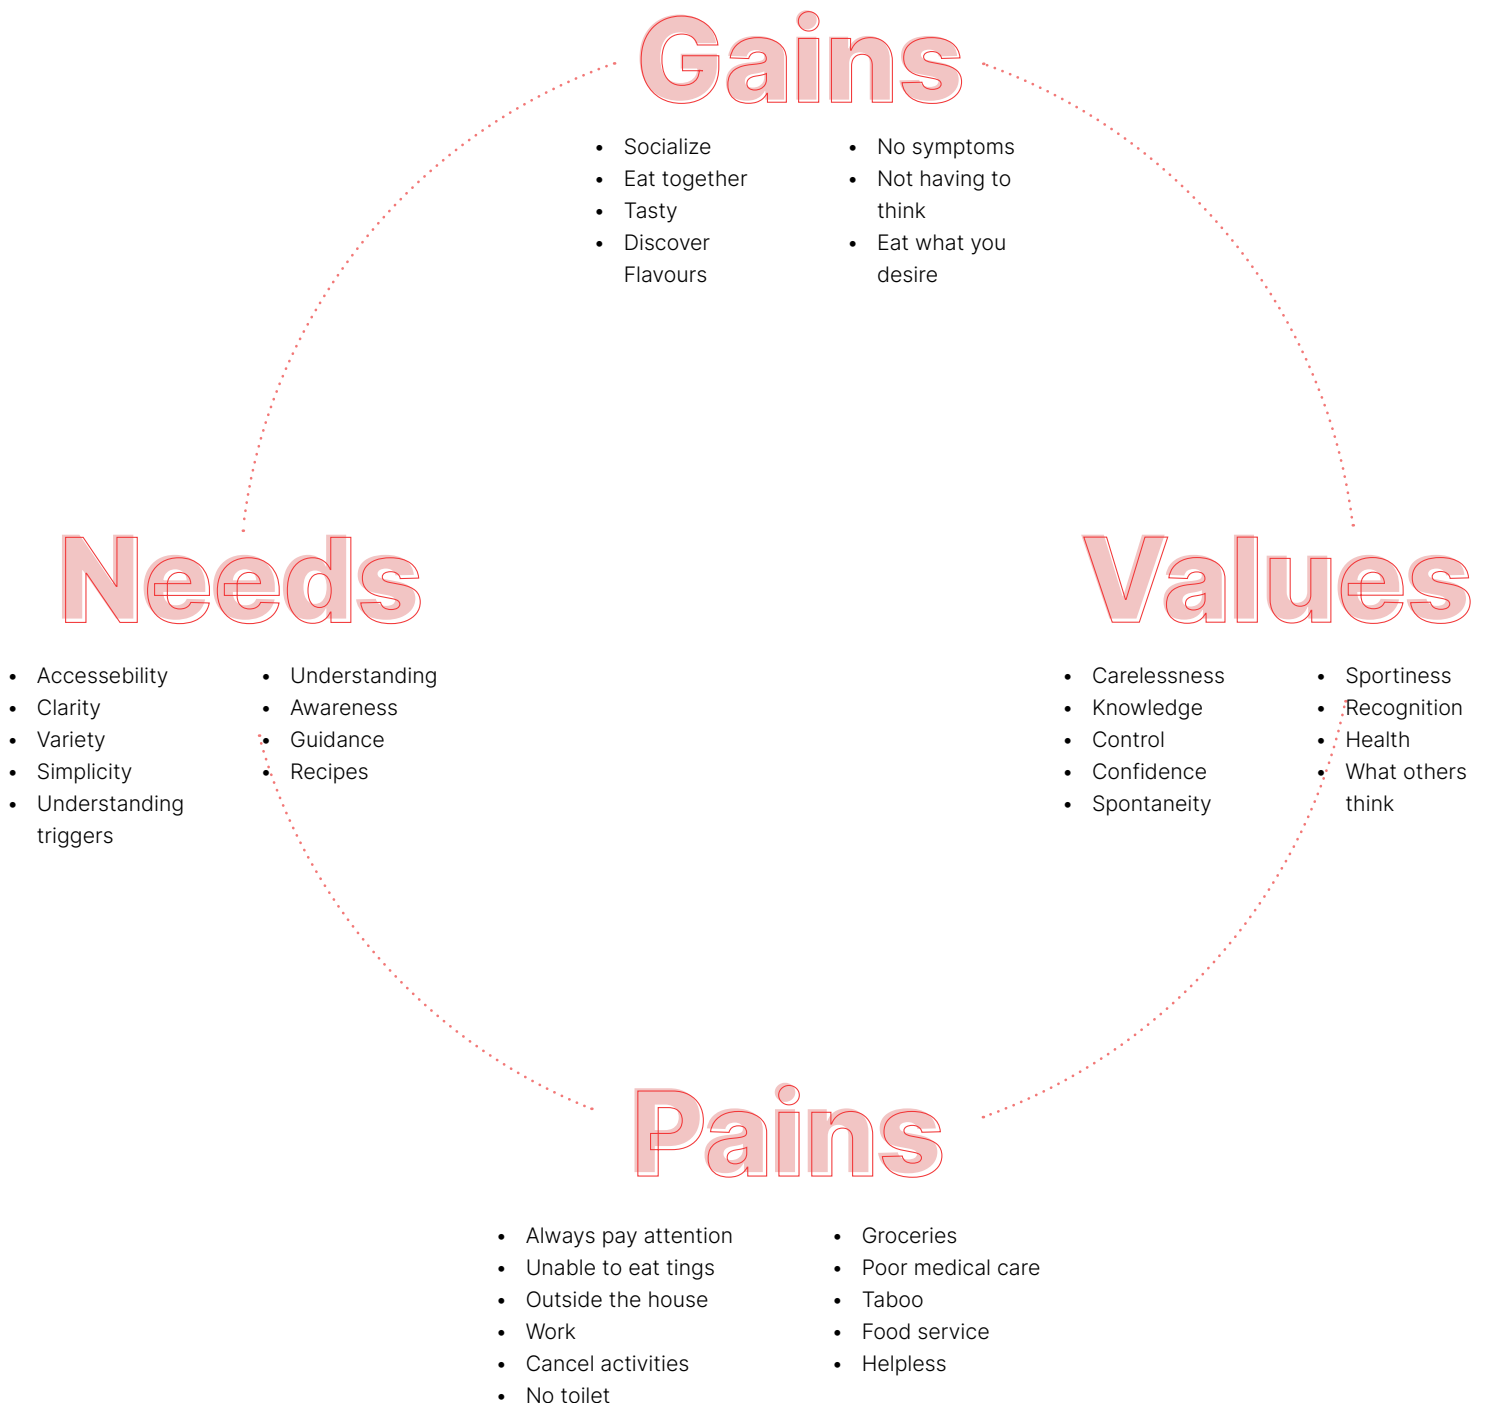 Gains
• Socialize
• Eat together
• Tasty
• Discover
Flavours
• No symptoms
• Not having to
think
• Eat what you
desire
Needs
• Accessebility
• Clarity
• Variety
• Simplicity
• Understanding
triggers
• Understanding
• Awareness
• Guidance
• Recipes
Values
• Carelessness
• Knowledge
• Control
• Confidence
• Spontaneity
• Sportiness
• Recognition
• Health
• What others
think
Pains
• Always pay attention
• Unable to eat tings
• Outside the house
• Work
• Cancel activities
• No toilet
• Groceries
• Poor medical care
• Taboo
• Food service
• Helpless